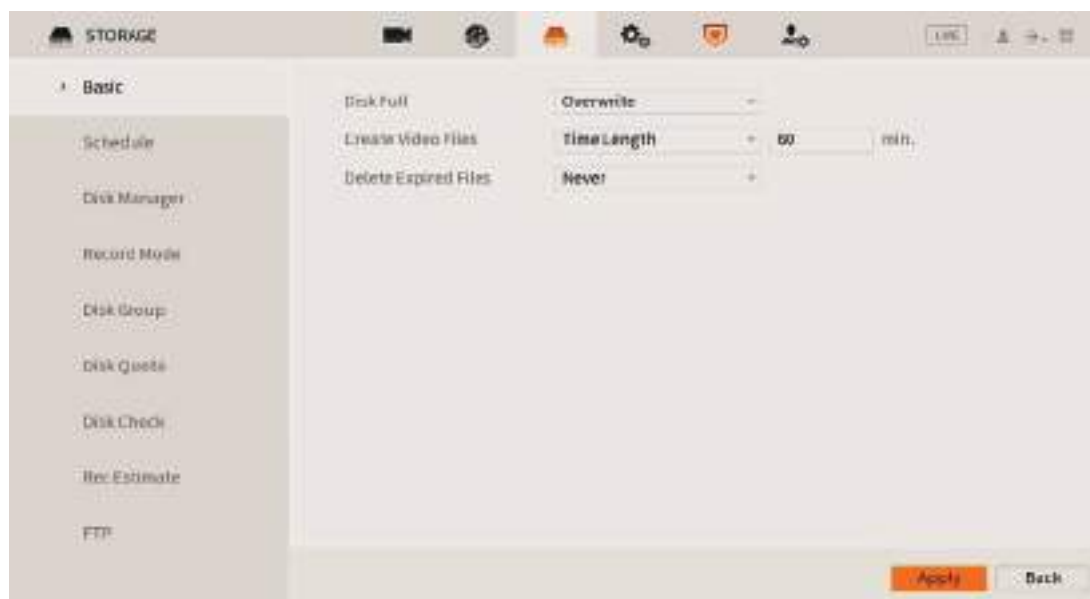 STORAGE
LIVE
Basic
Schedule
Disk Manager
Record Mode
Disk Group
Disk Quota
Disk Check
Rec Estimate
FTP
Disk Full Overwrite
Create Video Files Time Length 60 min.
Delete Expired Files Never
Apply Back